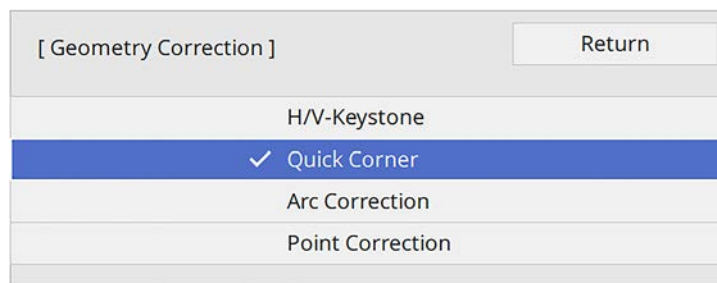 [ Geometry Correction ]
Return
H/V-Keystone
Quick Corner
Arc Correction
Point Correction